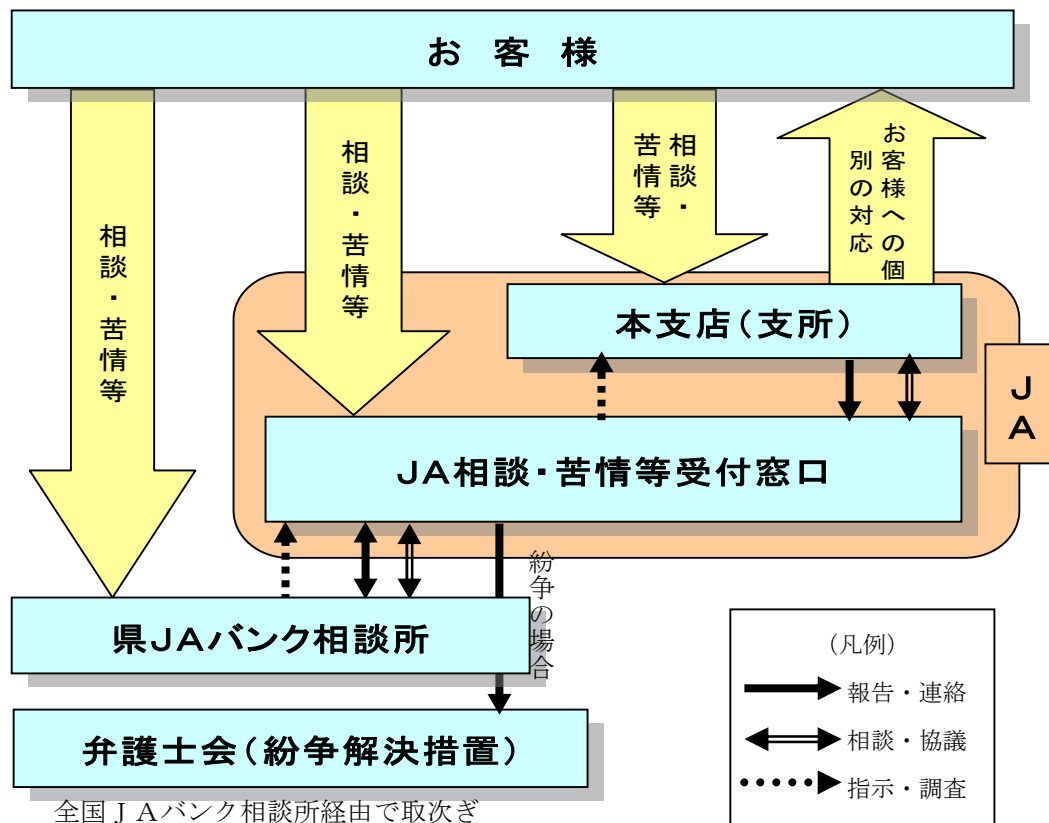 お 客 様
相談・苦情等
相談・苦情等
相談・
苦情等
お客様への個
別の対応
本支店（支所）
ＪＡ
ＪＡ相談・苦情等受付窓口
紛争の場合
県ＪＡバンク相談所
弁護士会（紛争解決措置）
全国ＪＡバンク相談所経由で取次ぎ
（凡例）
報告・連絡
相談・協議
指示・調査